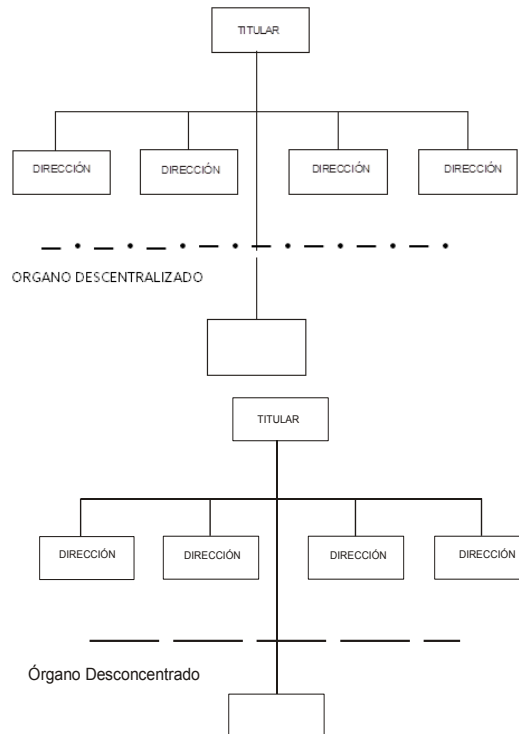 TITULAR
DIRECCIÓN DIRECCIÓN DIRECCIÓN DIRECCIÓN
ORGANO DESCENTRALIZADO
TITULAR
DIRECCIÓN DIRECCIÓN DIRECCIÓN DIRECCIÓN
Órgano Desconcentrado